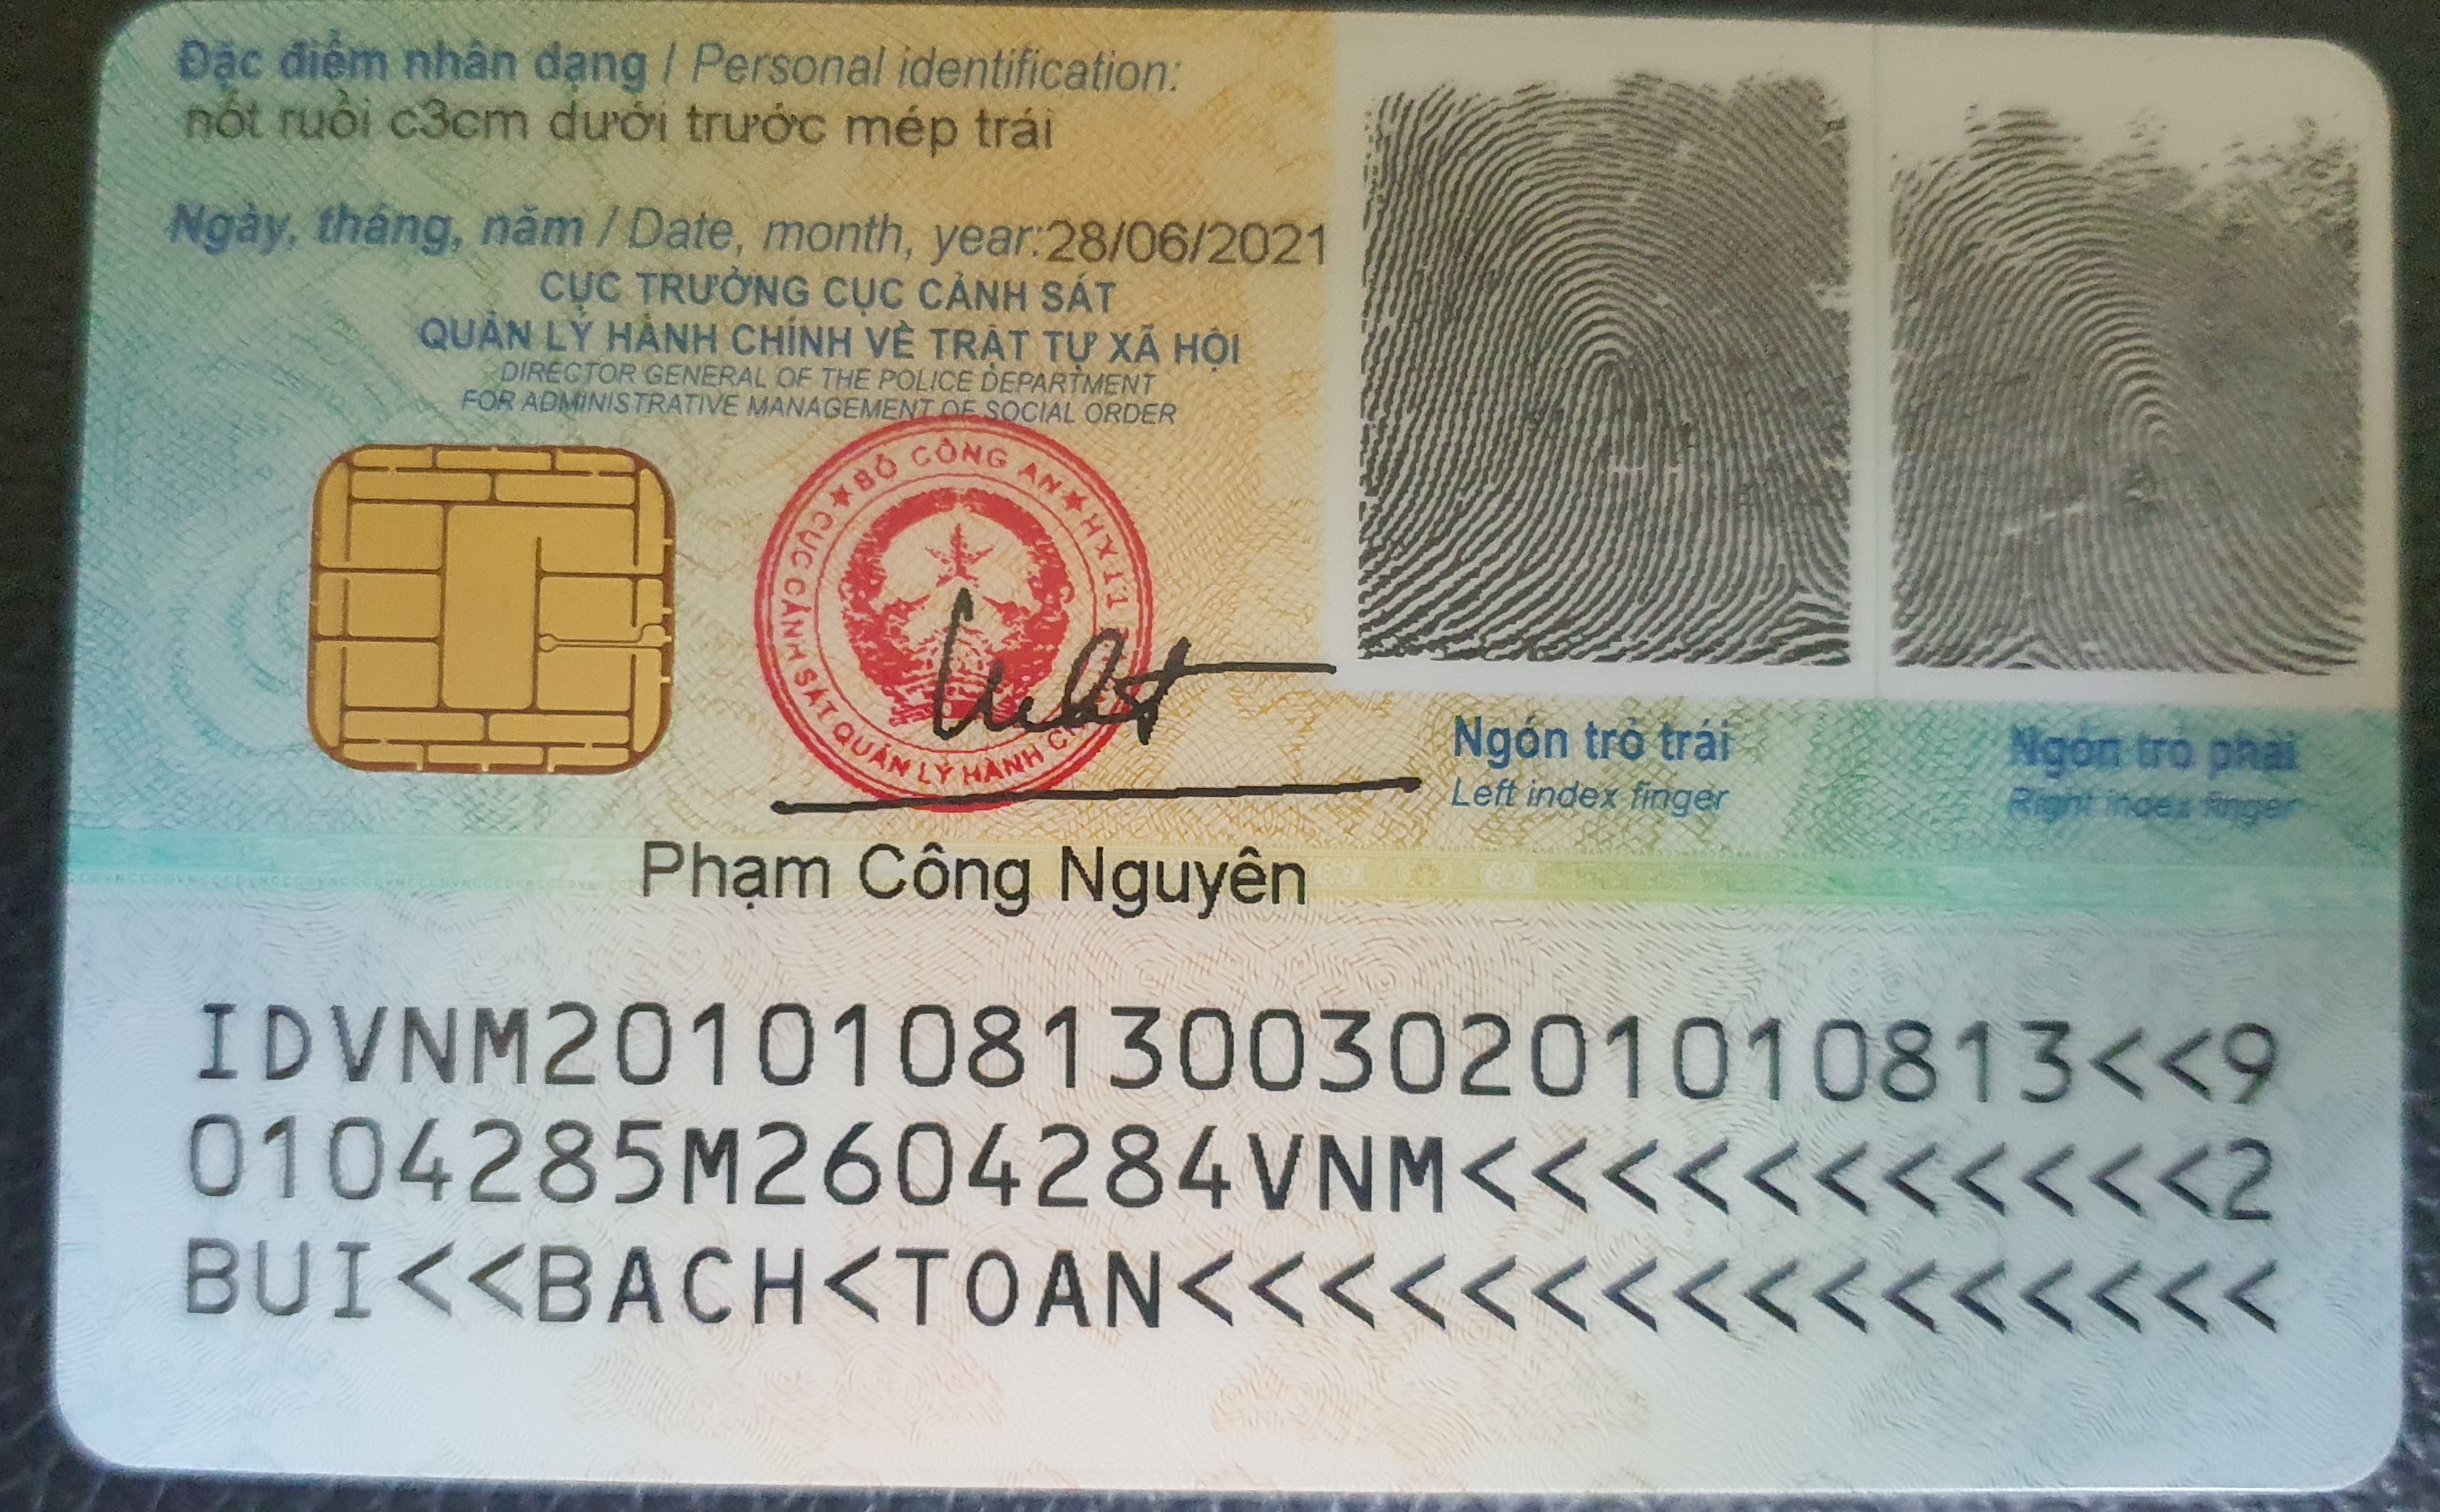 Đặc điểm nhân dạng / Personal identification:
nốt ruồi c3cm dưới trước mép trái
Ngày, tháng, năm / Date, month, year:28/06/2021
CỤC TRƯỞNG CỤC CẢNH SÁT
QUẢN LÝ HÀNH CHÍNH VỀ TRẬT TỰ XÃ HỘI
DIRECTOR GENERAL OF THE POLICE DEPARTMENT
FOR ADMINISTRATIVE MANAGEMENT OF SOCIAL ORDER
★ BỘ CÔNG AN ★
CỤC CẢNH SÁT QUẢN LÝ HÀNH
Ngón trỏ trái
Left index finger
Ngón trỏ phải
Right index finger
Phạm Công Nguyên
IDVNM2010108130030201010813<<9
0104285M2604284VNM<<<<<<<<<<<2
BUI<<BACH<TOAN<<<<<<<<<<<<<<<<